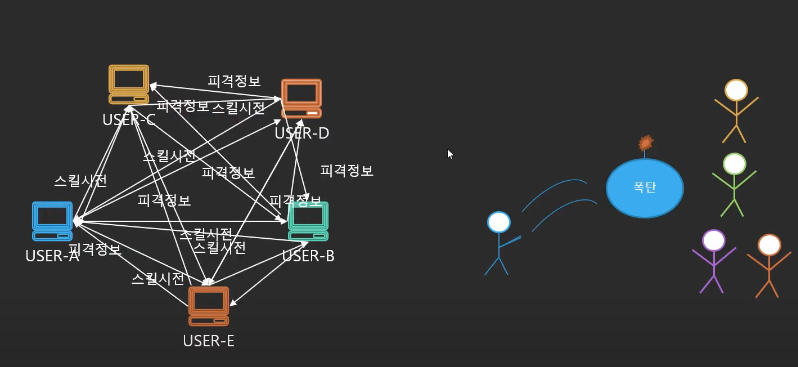 피격정보
피격정보
스킬시전
USER-C
USER-D
스킬시전
피격정보
피격정보
스킬시전
폭탄
피격정보
피격정보
스킬시전
피격정보
스킬시전
USER-A
USER-B
스킬시전
USER-E